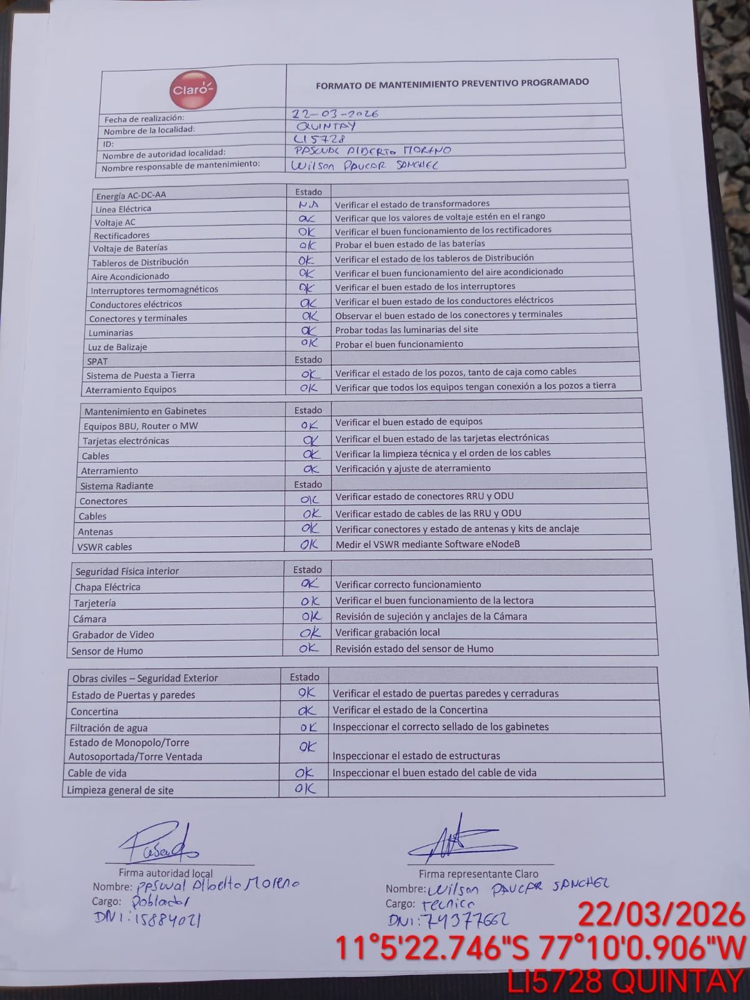 Claro
FORMATO DE MANTENIMIENTO PREVENTIVO PROGRAMADO
Fecha de realización: 22-03-2026
Nombre de la localidad: QUINTAY
ID: LI5728
Nombre de autoridad localidad: PASCUAL ALBERTO MORENO
Nombre responsable de mantenimiento: Wilson PAUCAR SANCHEZ
Energía AC-DC-AA Estado
Línea Eléctrica NA Verificar el estado de transformadores
Voltaje AC OK Verificar que los valores de voltaje estén en el rango
Rectificadores OK Verificar el buen funcionamiento de los rectificadores
Voltaje de Baterías OK Probar el buen estado de las baterías
Tableros de Distribución OK Verificar el estado de los tableros de Distribución
Aire Acondicionado OK Verificar el buen funcionamiento del aire acondicionado
Interruptores termomagnéticos OK Verificar el buen estado de los interruptores
Conductores eléctricos OK Verificar el buen estado de los conductores eléctricos
Conectores y terminales OK Observar el buen estado de los conectores y terminales
Luminarias OK Probar todas las luminarias del site
Luz de Balizaje OK Probar el buen funcionamiento
SPAT Estado
Sistema de Puesta a Tierra OK Verificar el estado de los pozos, tanto de caja como cables
Aterramiento Equipos OK Verificar que todos los equipos tengan conexión a los pozos a tierra
Mantenimiento en Gabinetes Estado
Equipos BBU, Router o MW OK Verificar el buen estado de equipos
Tarjetas electrónicas OK Verificar el buen estado de las tarjetas electrónicas
Cables OK Verificar la limpieza técnica y el orden de los cables
Aterramiento OK Verificación y ajuste de aterramiento
Sistema Radiante Estado
Conectores OK Verificar estado de conectores RRU y ODU
Cables OK Verificar estado de cables de las RRU y ODU
Antenas OK Verificar conectores y estado de antenas y kits de anclaje
VSWR cables OK Medir el VSWR mediante Software eNodeB
Seguridad Física interior Estado
Chapa Eléctrica OK Verificar correcto funcionamiento
Tarjetería OK Verificar el buen funcionamiento de la lectora
Cámara OK Revisión de sujeción y anclajes de la Cámara
Grabador de Video OK Verificar grabación local
Sensor de Humo OK Revisión estado del sensor de Humo
Obras civiles – Seguridad Exterior Estado
Estado de Puertas y paredes OK Verificar el estado de puertas paredes y cerraduras
Concertina OK Verificar el estado de la Concertina
Filtración de agua OK Inspeccionar el correcto sellado de los gabinetes
Estado de Monopolo/Torre
Autosoportada/Torre Ventada OK Inspeccionar el estado de estructuras
Cable de vida OK Inspeccionar el buen estado del cable de vida
Limpieza general de site OK
Firma autoridad local
Nombre: PASCUAL Alberto Moreno
Cargo: Poblador
DNI: 15884021
Firma representante Claro
Nombre: Wilson PAUCAR SANCHEZ
Cargo: tecnico
DNI: 74377662
22/03/2026
11°5'22.746"S 77°10'0.906"W
LI5728 QUINTAY